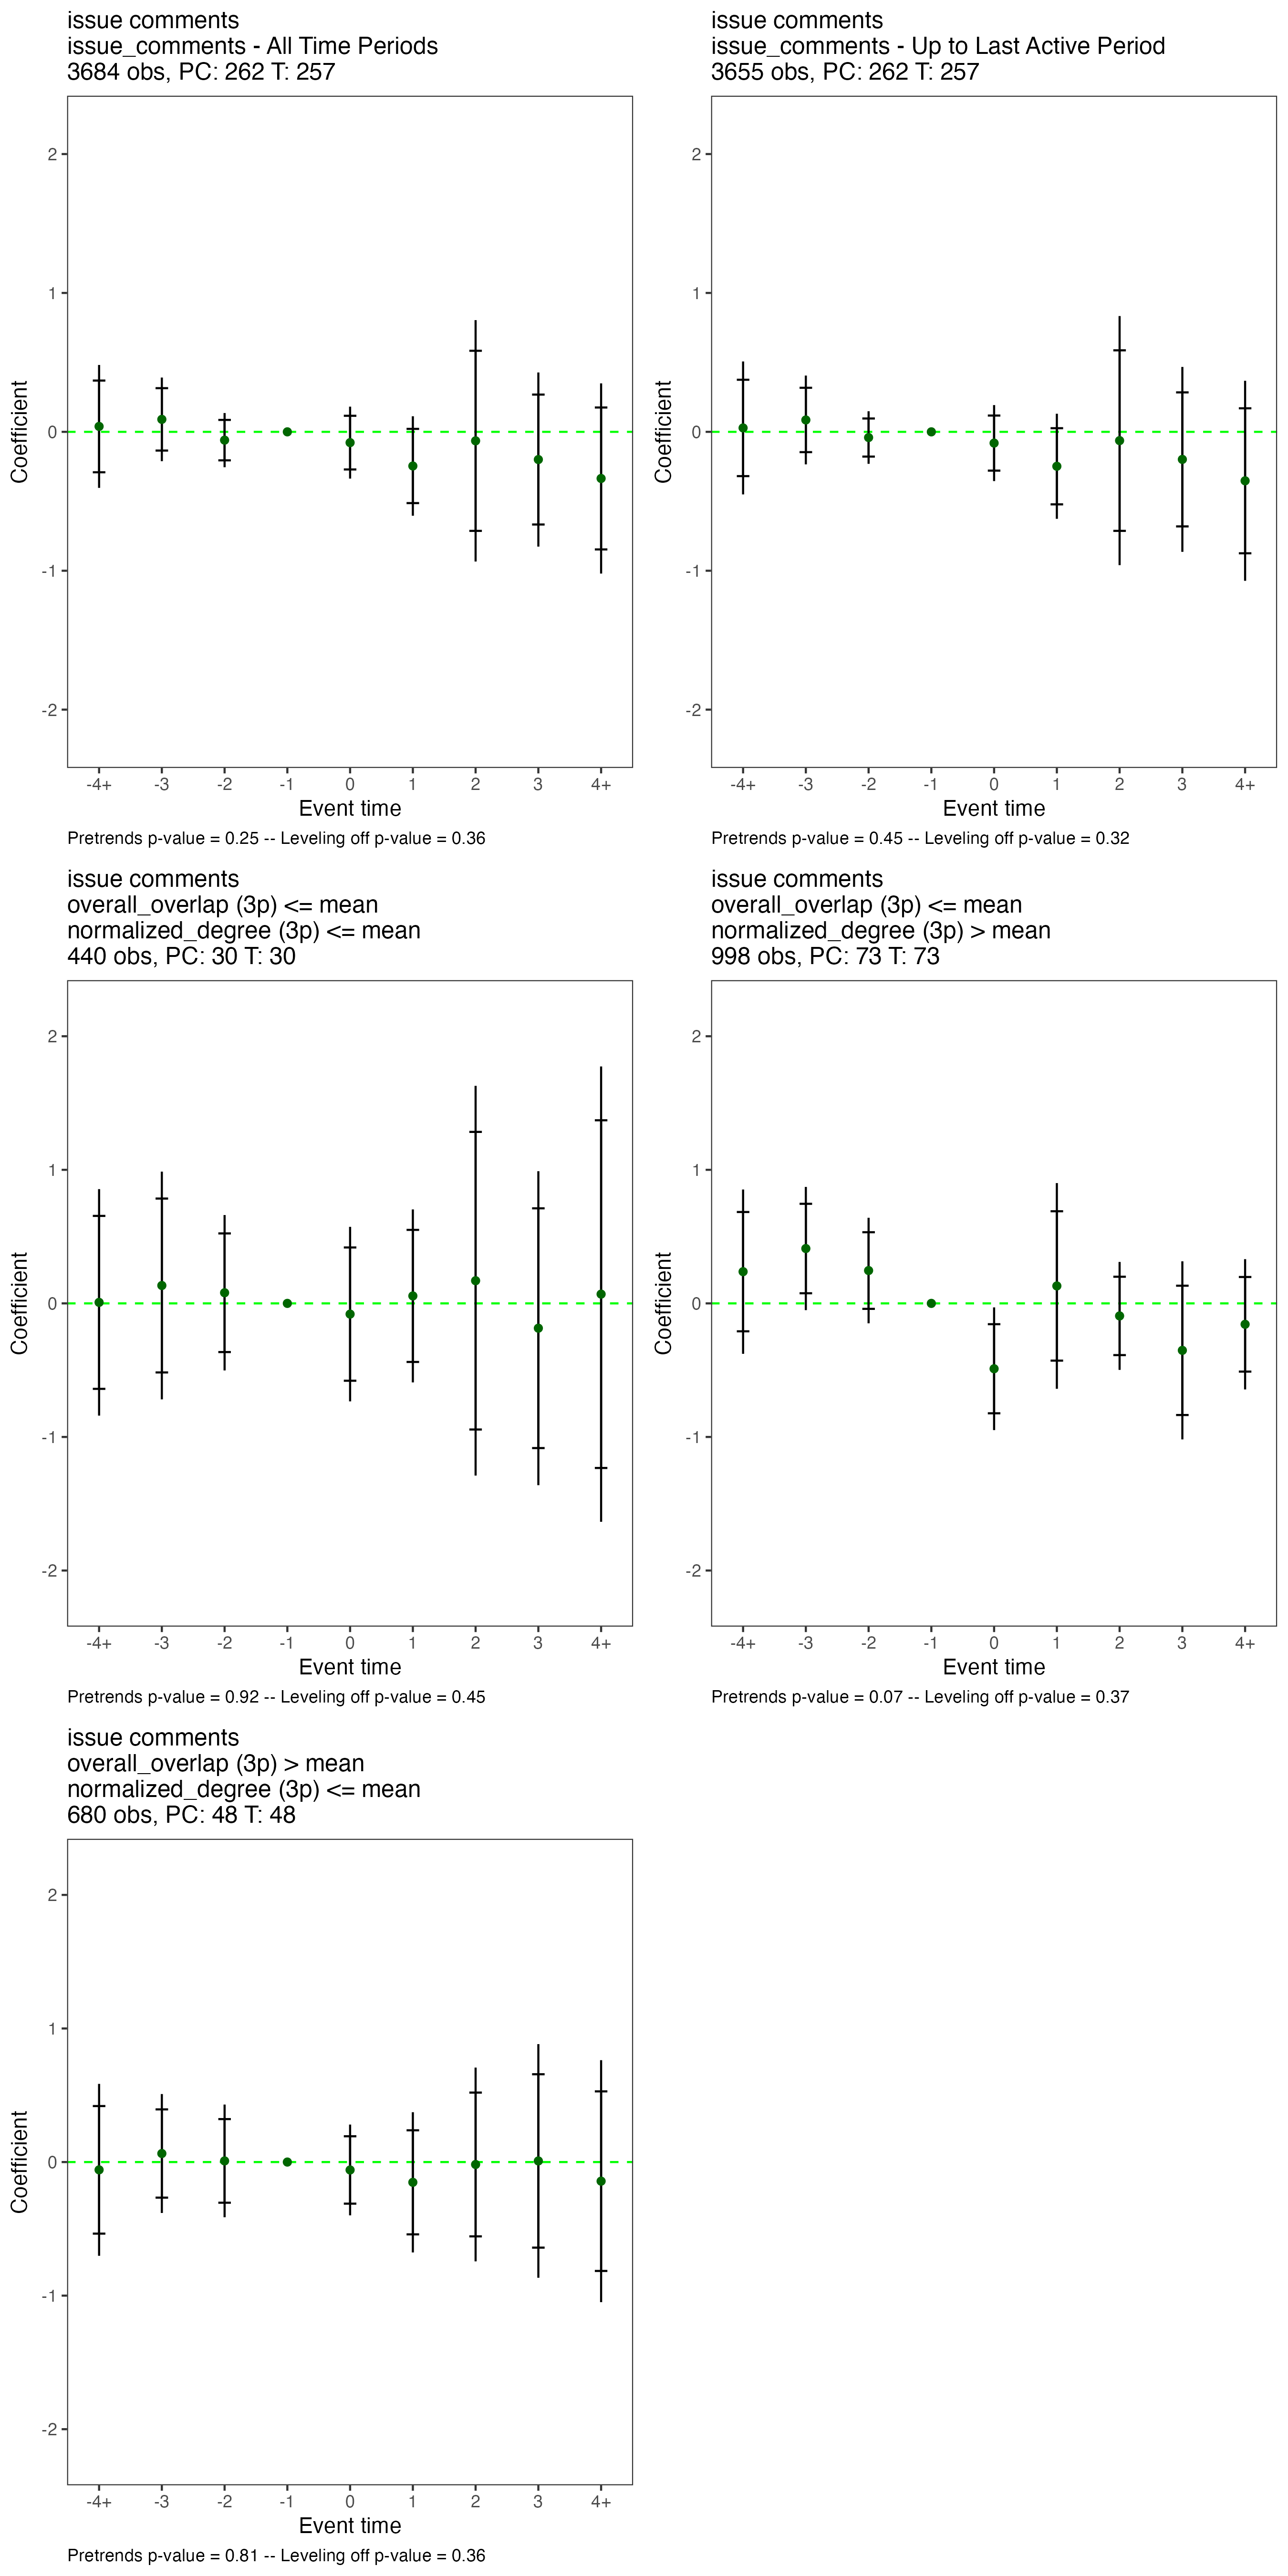 issue comments
issue_comments - All Time Periods
3684 obs, PC: 262 T: 257
2
1
0
-1
-2
Coefficient
-4+ -3 -2 -1 0 1 2 3 4+
Event time
Pretrends p-value = 0.25 -- Leveling off p-value = 0.36
issue comments
issue_comments - Up to Last Active Period
3655 obs, PC: 262 T: 257
2
1
0
-1
-2
Coefficient
-4+ -3 -2 -1 0 1 2 3 4+
Event time
Pretrends p-value = 0.45 -- Leveling off p-value = 0.32
issue comments
overall_overlap (3p) <= mean
normalized_degree (3p) <= mean
440 obs, PC: 30 T: 30
2
1
0
-1
-2
Coefficient
-4+ -3 -2 -1 0 1 2 3 4+
Event time
Pretrends p-value = 0.92 -- Leveling off p-value = 0.45
issue comments
overall_overlap (3p) <= mean
normalized_degree (3p) > mean
998 obs, PC: 73 T: 73
2
1
0
-1
-2
Coefficient
-4+ -3 -2 -1 0 1 2 3 4+
Event time
Pretrends p-value = 0.07 -- Leveling off p-value = 0.37
issue comments
overall_overlap (3p) > mean
normalized_degree (3p) <= mean
680 obs, PC: 48 T: 48
2
1
0
-1
-2
Coefficient
-4+ -3 -2 -1 0 1 2 3 4+
Event time
Pretrends p-value = 0.81 -- Leveling off p-value = 0.36